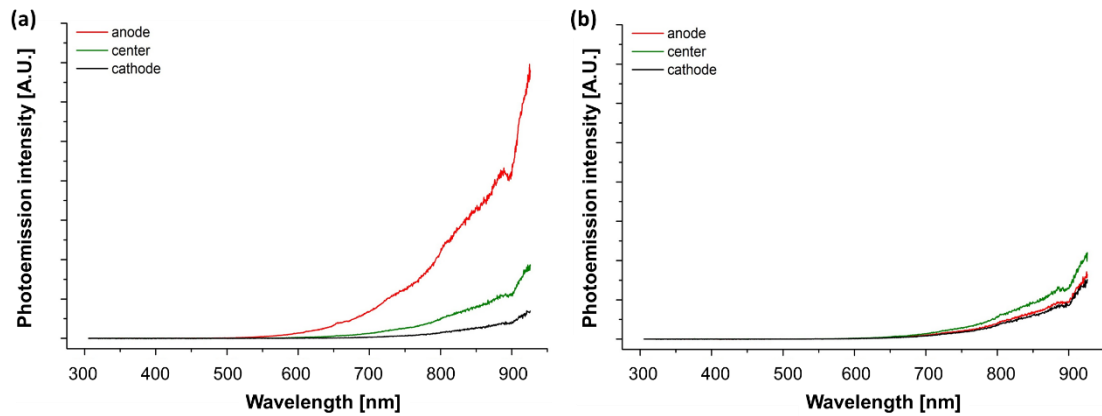 (a)
anode
center
cathode
Photoemission intensity [A.U.]
300 400 500 600 700 800 900
Wavelength [nm]
(b)
anode
center
cathode
Photoemission intensity [A.U.]
300 400 500 600 700 800 900
Wavelength [nm]